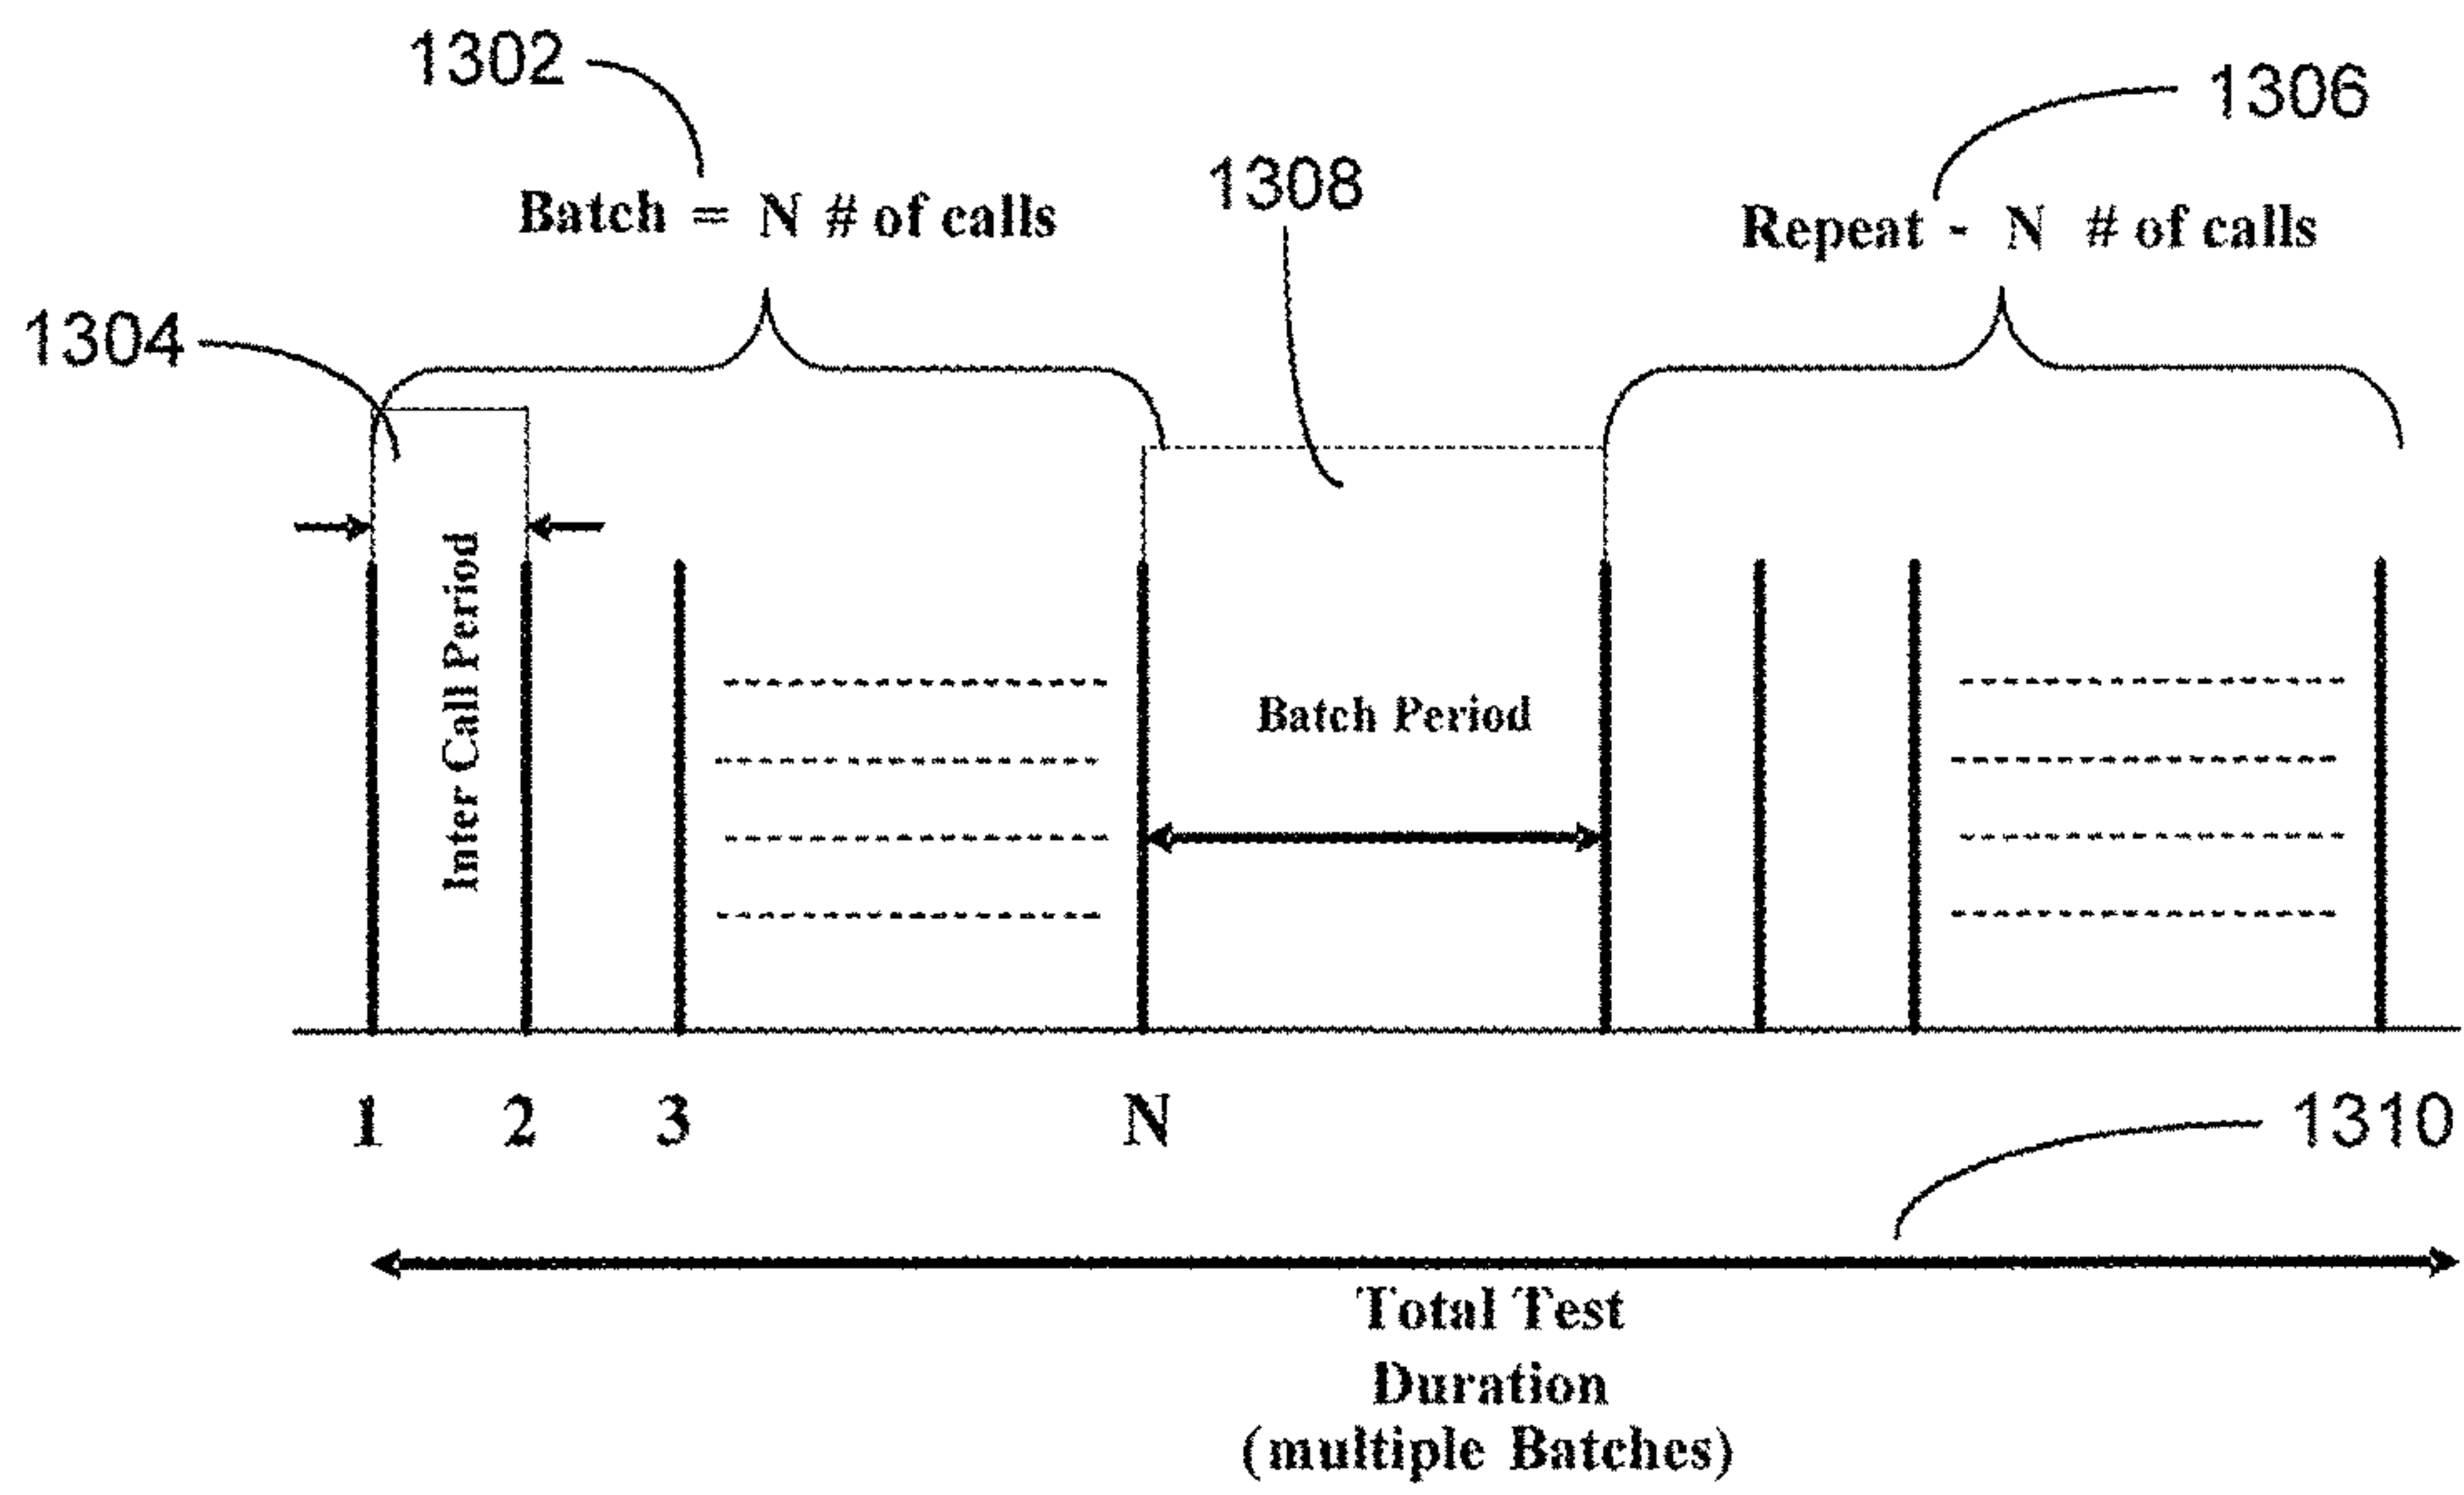 1302
1306
1308
Batch = N # of calls
Repeat - N # of calls
1304
Inter Call Period
Batch Period
1 2 3 N
1310
Total Test
Duration
(multiple Batches)